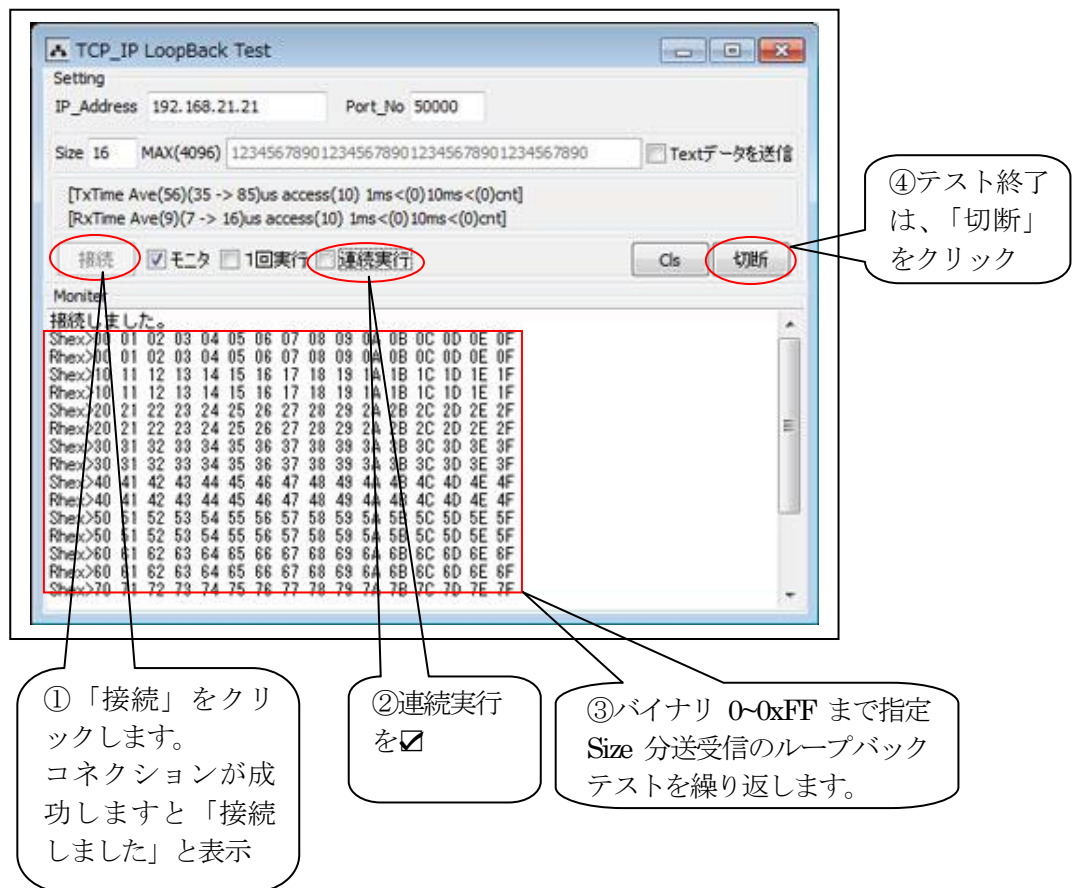 TCP_IP LoopBack Test
Setting
IP_Address 192.168.21.21 Port_No 50000
Size 16 MAX(4096) 1234567890123456789012345678901234567890 Textデータを送信
[TxTime Ave(56)(35 -> 85)us access(10) 1ms<(0)10ms<(0)cnt]
[RxTime Ave(9)(7 -> 16)us access(10) 1ms<(0)10ms<(0)cnt]
接続 モニタ 1回実行 連続実行 Cls 切断
Moniter
接続しました。
Shex>00 01 02 03 04 05 06 07 08 09 0A 0B 0C 0D 0E 0F
Rhex>00 01 02 03 04 05 06 07 08 09 0A 0B 0C 0D 0E 0F
Shex>10 11 12 13 14 15 16 17 18 19 1A 1B 1C 1D 1E 1F
Rhex>10 11 12 13 14 15 16 17 18 19 1A 1B 1C 1D 1E 1F
Shex>20 21 22 23 24 25 26 27 28 29 2A 2B 2C 2D 2E 2F
Rhex>20 21 22 23 24 25 26 27 28 29 2A 2B 2C 2D 2E 2F
Shex>30 31 32 33 34 35 36 37 38 39 3A 3B 3C 3D 3E 3F
Rhex>30 31 32 33 34 35 36 37 38 39 3A 3B 3C 3D 3E 3F
Shex>40 41 42 43 44 45 46 47 48 49 4A 4B 4C 4D 4E 4F
Rhex>40 41 42 43 44 45 46 47 48 49 4A 4B 4C 4D 4E 4F
Shex>50 51 52 53 54 55 56 57 58 59 5A 5B 5C 5D 5E 5F
Rhex>50 51 52 53 54 55 56 57 58 59 5A 5B 5C 5D 5E 5F
Shex>60 61 62 63 64 65 66 67 68 69 6A 6B 6C 6D 6E 6F
Rhex>60 61 62 63 64 65 66 67 68 69 6A 6B 6C 6D 6E 6F
Shex>70 71 72 73 74 75 76 77 78 79 7A 7B 7C 7D 7E 7F
④テスト終了
は、「切断」
をクリック
①「接続」をクリ
ックします。
コネクションが成
功しますと「接続
しました」と表示
②連続実行
を☑
③バイナリ 0~0xFF まで指定
Size 分送受信のループバック
テストを繰り返します。